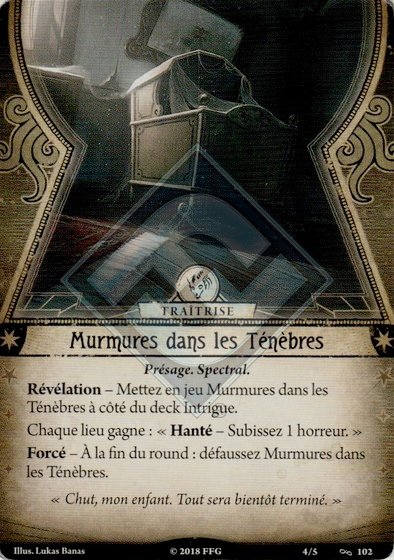 TRAÎTRISE
Murmures dans les Ténèbres
Présage. Spectral.
Révélation – Mettez en jeu Murmures dans les
Ténèbres à côté du deck Intrigue.
Chaque lieu gagne : « Hanté – Subissez 1 horreur. »
Forcé – À la fin du round : défaussez Murmures dans
les Ténèbres.
« Chut, mon enfant. Tout sera bientôt terminé. »
Illus. Lukas Banas © 2018 FFG 4/5 102